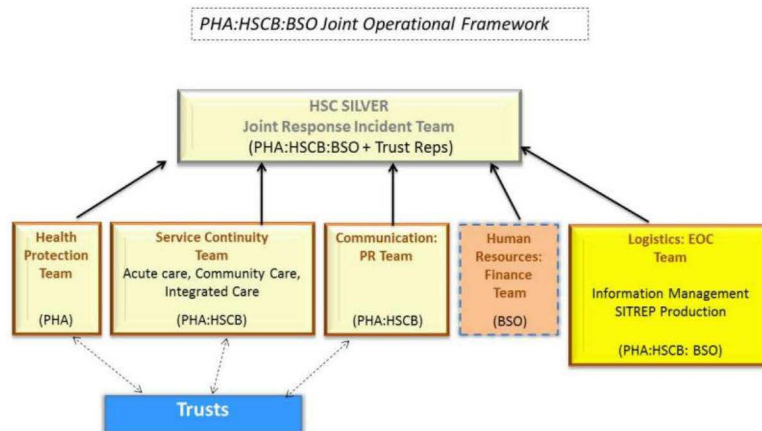 PHA:HSCB:BSO Joint Operational Framework
HSC SILVER
Joint Response Incident Team
(PHA:HSCB:BSO + Trust Reps)
Health
Protection
Team
(PHA)
Service Continuity
Team
Acute care, Community Care,
Integrated Care
(PHA:HSCB)
Communication:
PR Team
(PHA:HSCB)
Human
Resources:
Finance
Team
(BSO)
Logistics: EOC
Team
Information Management
SITREP Production
(PHA:HSCB: BSO)
Trusts